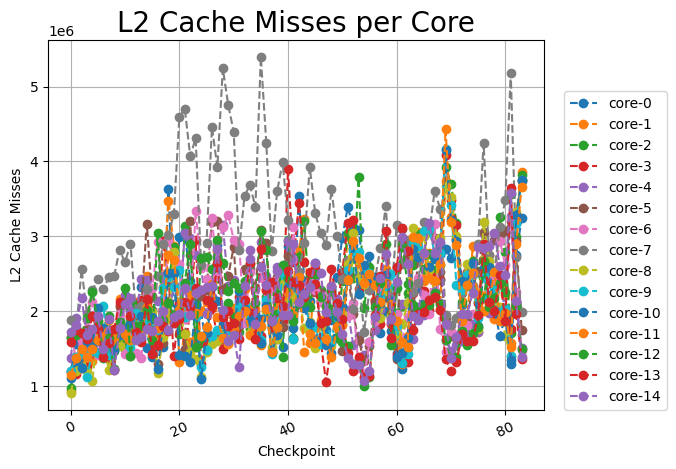 L2 Cache Misses per Core
1e6
5
4
3
2
1
L2 Cache Misses
0
20
40
60
80
Checkpoint
core-0
core-1
core-2
core-3
core-4
core-5
core-6
core-7
core-8
core-9
core-10
core-11
core-12
core-13
core-14